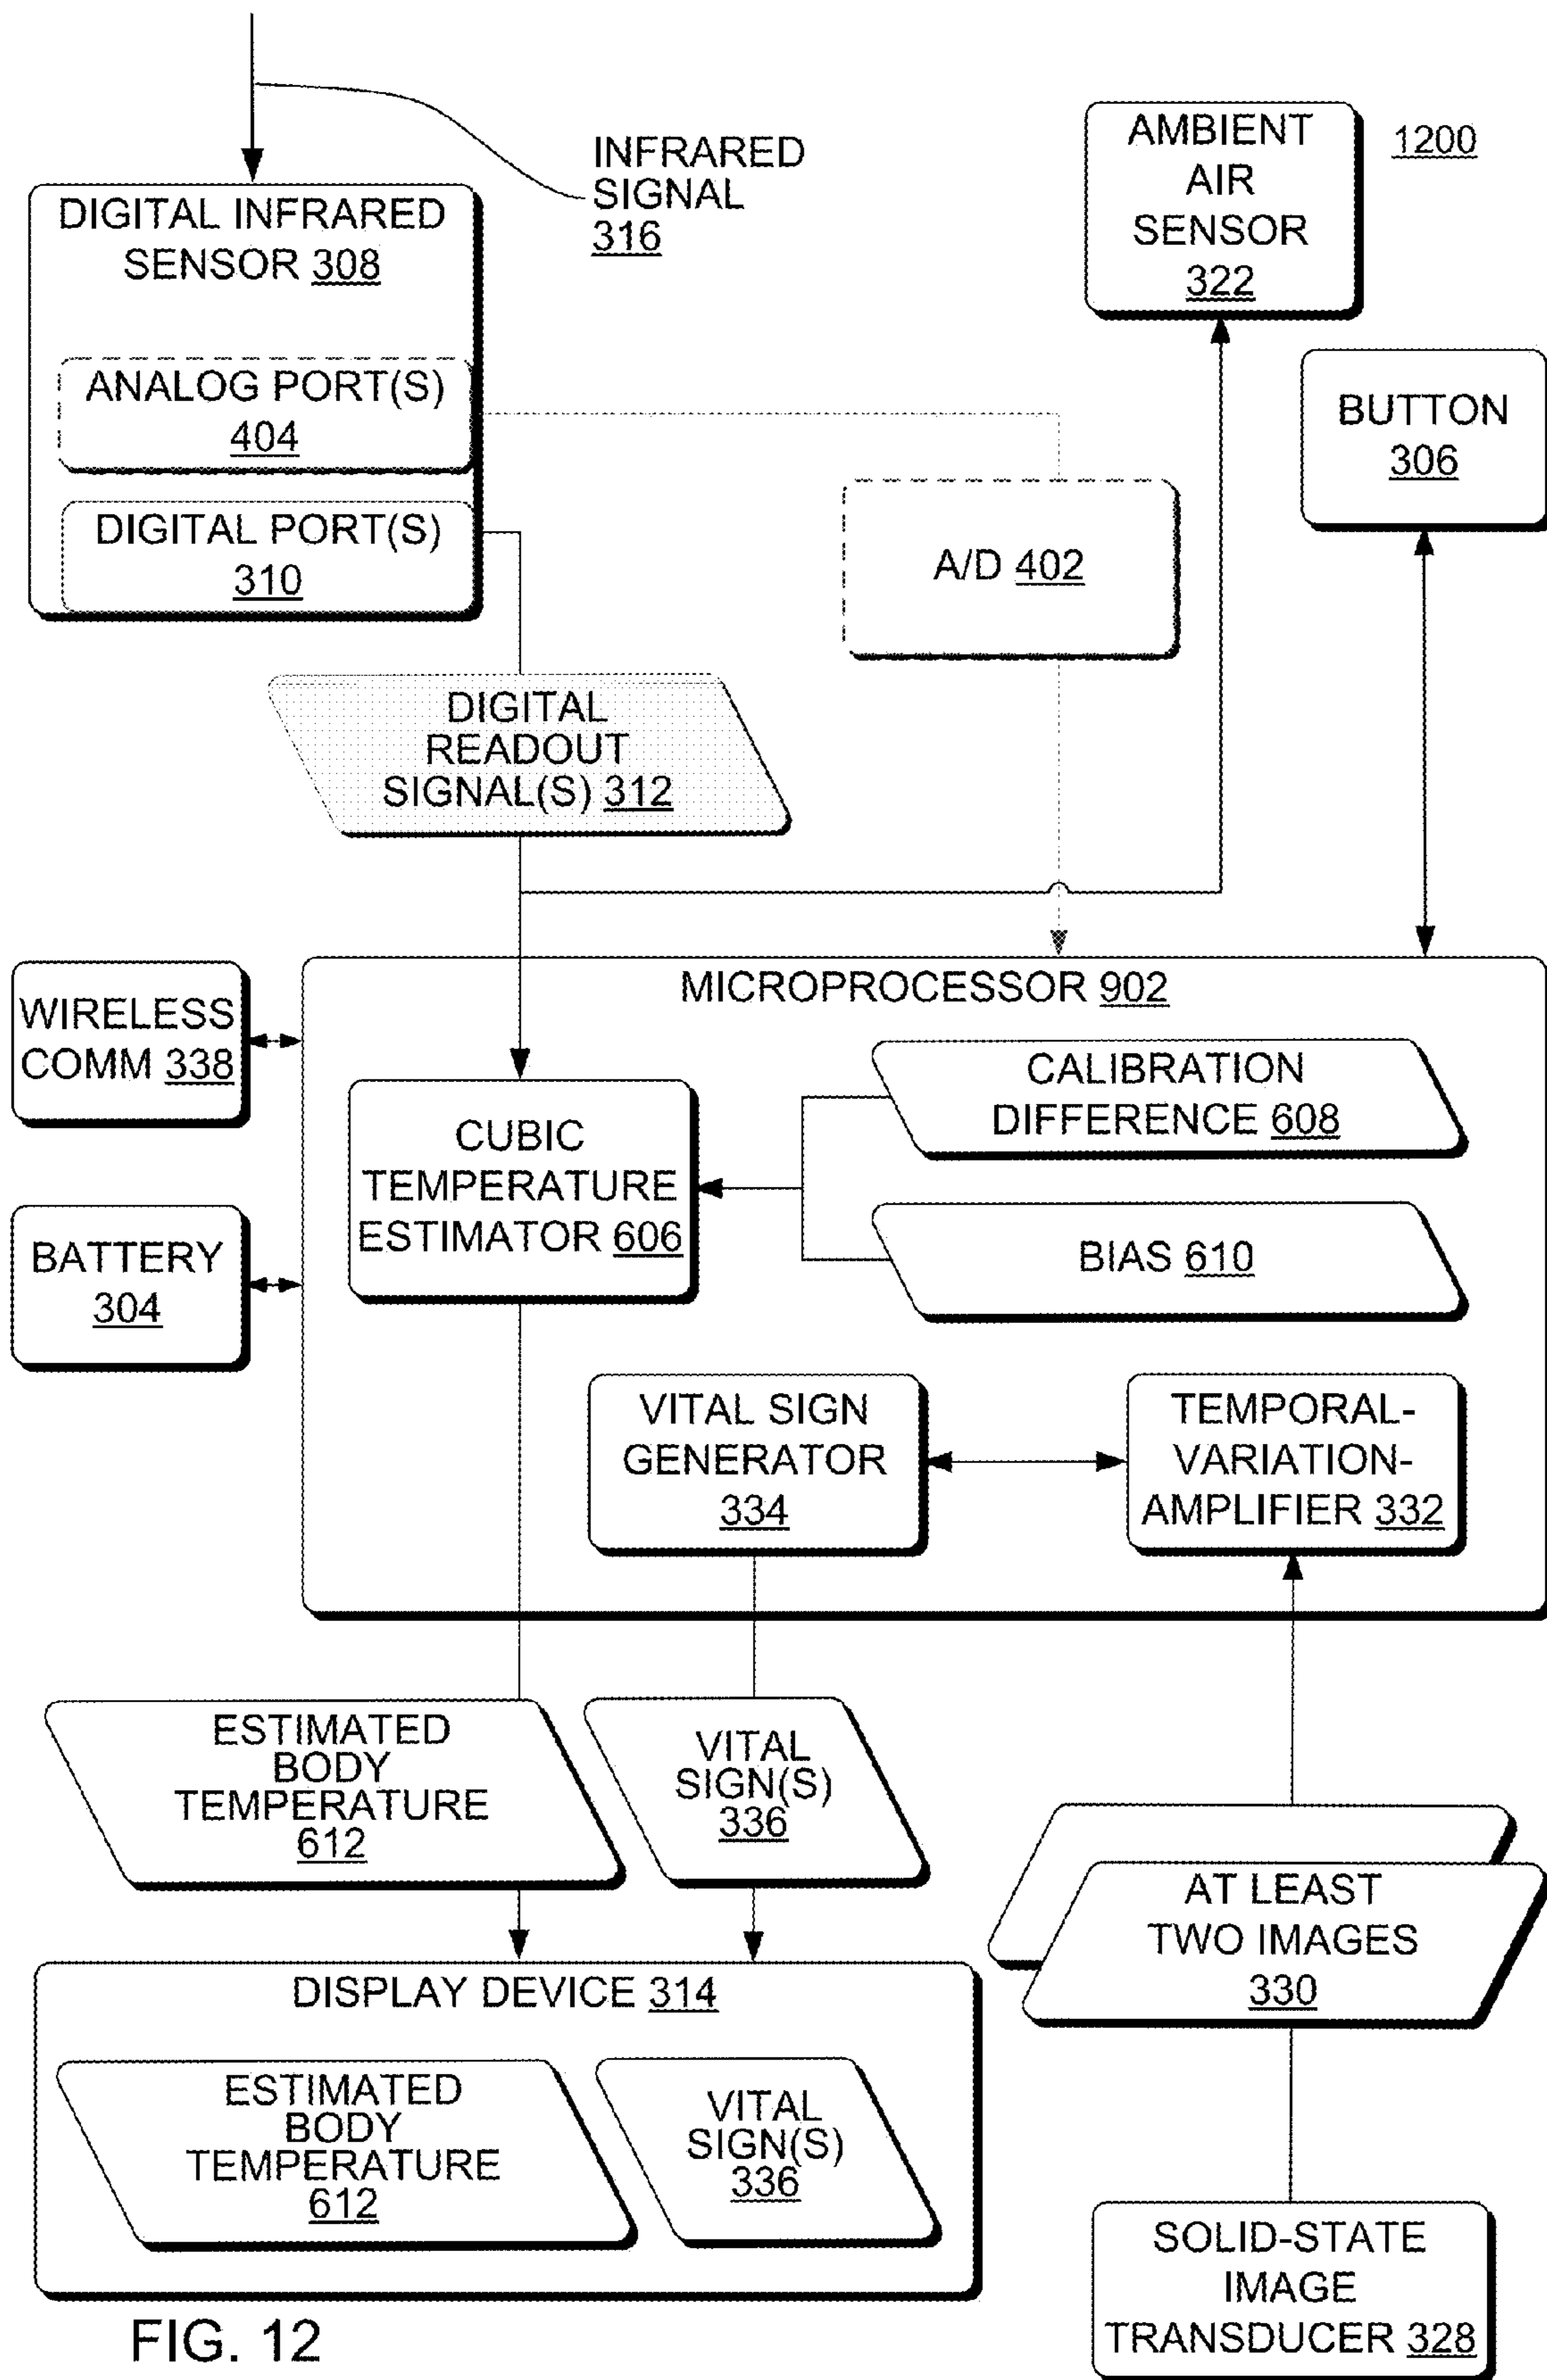 INFRARED
SIGNAL
316
AMBIENT
AIR
SENSOR
322
1200
DIGITAL INFRARED
SENSOR 308
ANALOG PORT(S)
404
DIGITAL PORT(S)
310
A/D 402
BUTTON
306
DIGITAL
READOUT
SIGNAL(S) 312
MICROPROCESSOR 902
WIRELESS
COMM 338
BATTERY
304
CUBIC
TEMPERATURE
ESTIMATOR 606
CALIBRATION
DIFFERENCE 608
BIAS 610
VITAL SIGN
GENERATOR
334
TEMPORAL-
VARIATION-
AMPLIFIER 332
ESTIMATED
BODY
TEMPERATURE
612
VITAL
SIGN(S)
336
AT LEAST
TWO IMAGES
330
DISPLAY DEVICE 314
ESTIMATED
BODY
TEMPERATURE
612
VITAL
SIGN(S)
336
SOLID-STATE
IMAGE
TRANSDUCER 328
FIG. 12